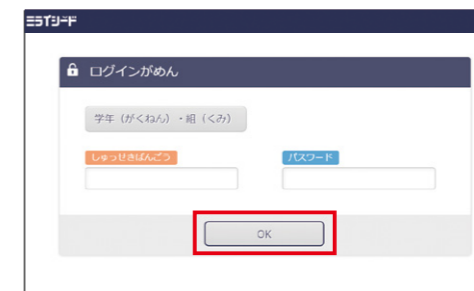 ミライシード
ログインがめん
学年（がくねん）・組（くみ）
しゅっせきばんごう
パスワード
OK